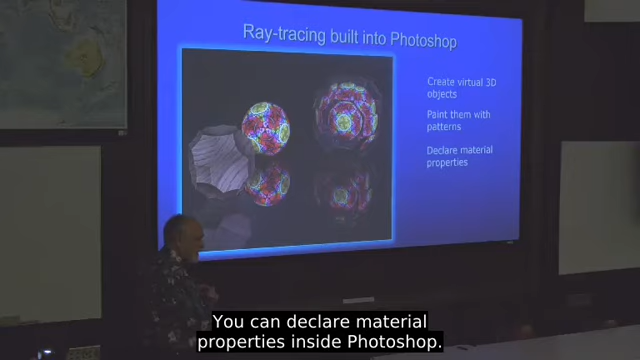 Ray-tracing built into Photoshop
Create virtual 3D
objects
Paint them with
patterns
Declare material
properties
You can declare material
properties inside Photoshop.